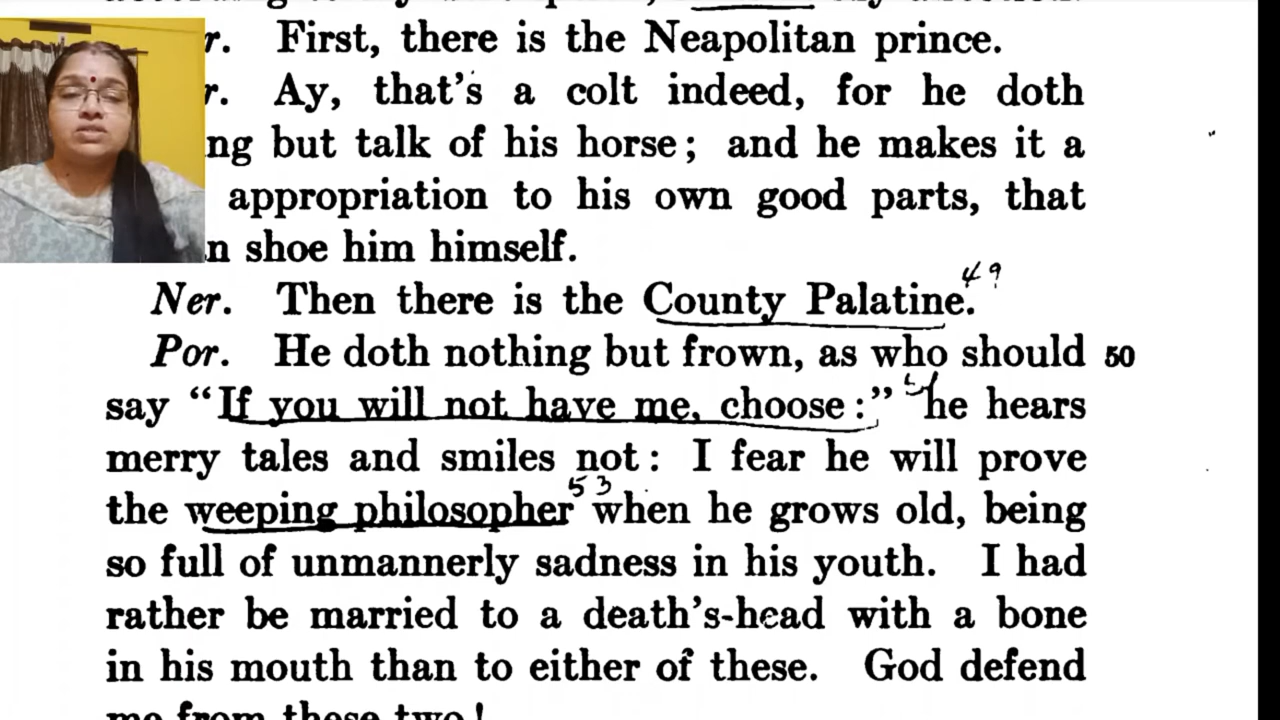 First, there is the Neapolitan prince.
Ay, that's a colt indeed, for he doth
but talk of his horse; and he makes it a
appropriation to his own good parts, that
shoe him himself.
Ner. Then there is the County Palatine. 49
Por. He doth nothing but frown, as who should 50
say “If you will not have me, choose:” he hears
merry tales and smiles not: I fear he will prove
the weeping philosopher 53 when he grows old, being
so full of unmannerly sadness in his youth. I had
rather be married to a death's-head with a bone
in his mouth than to either of these. God defend
me from these two!